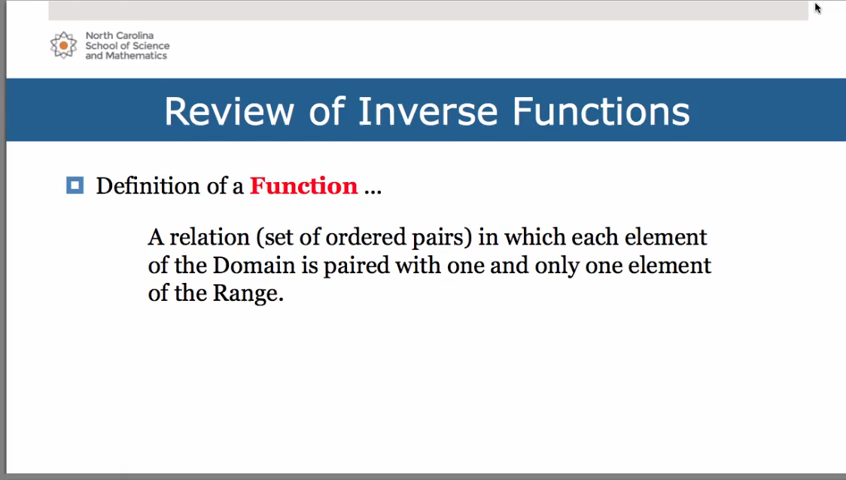 North Carolina
School of Science
and Mathematics
Review of Inverse Functions
Definition of a Function ...
A relation (set of ordered pairs) in which each element
of the Domain is paired with one and only one element
of the Range.